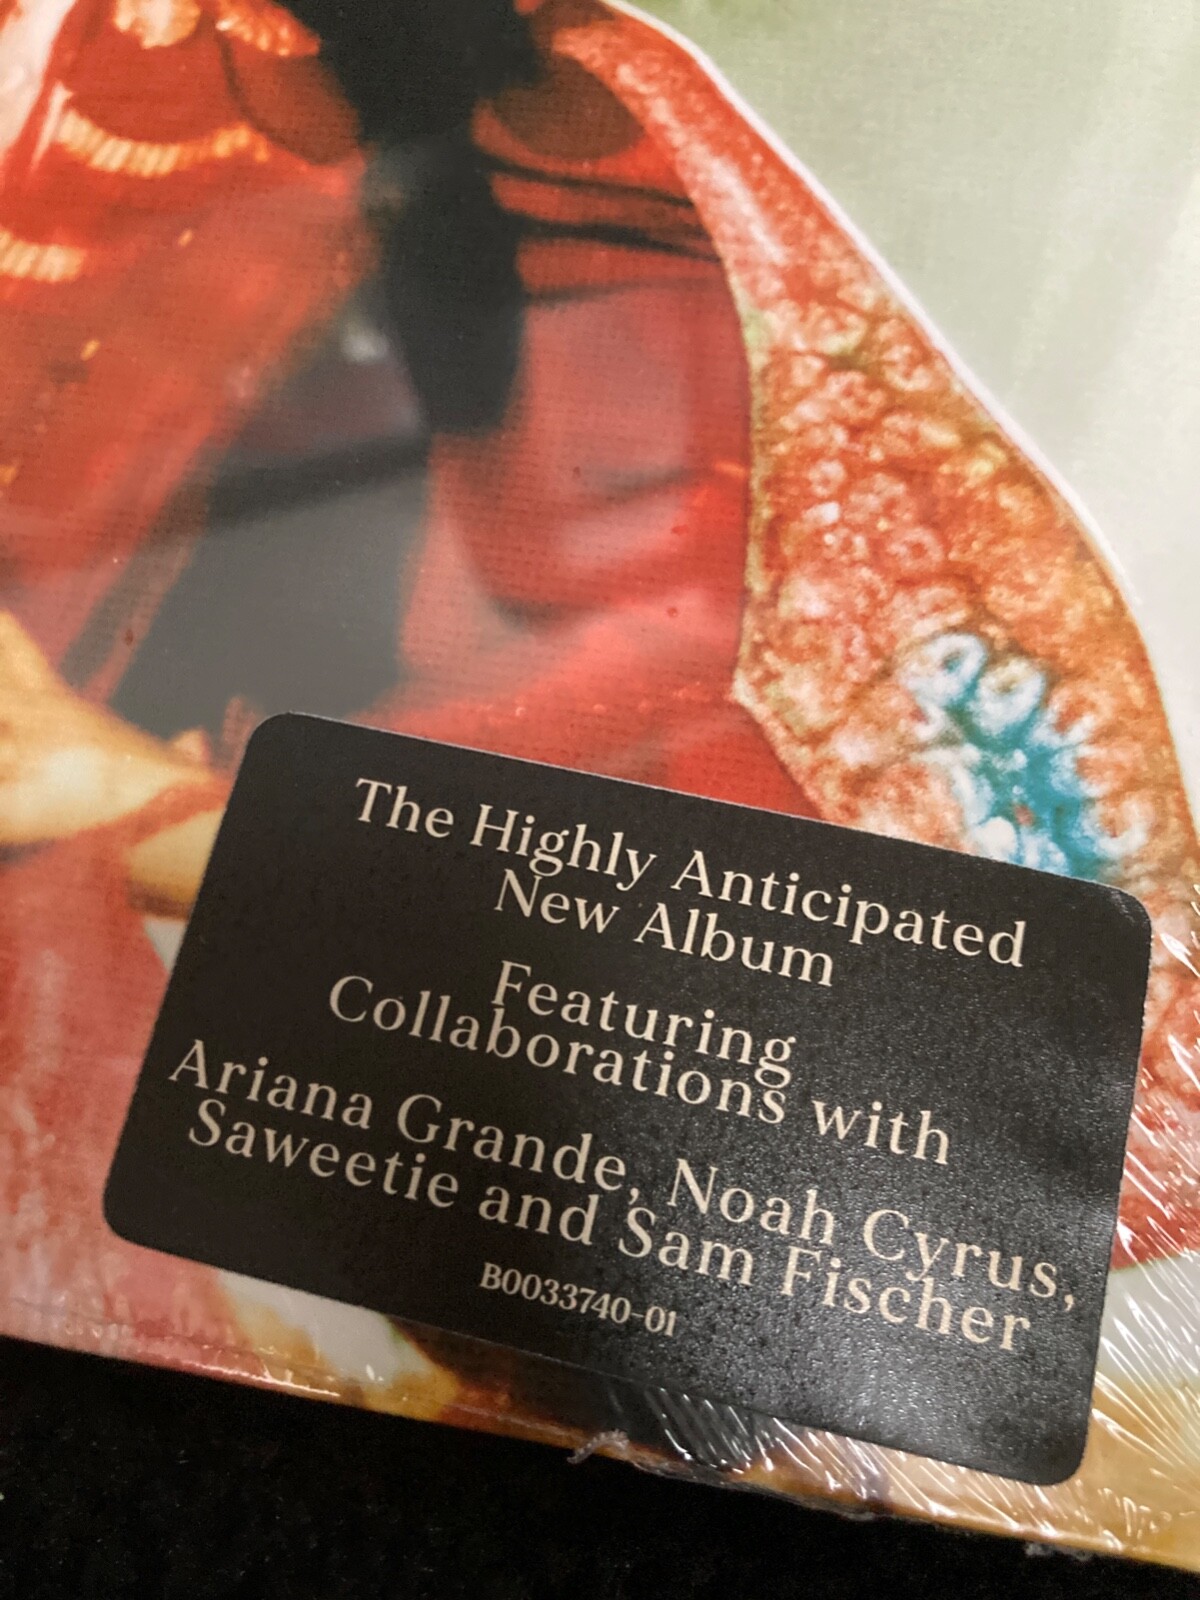 The Highly Anticipated
New Album
Featuring
Collaborations with
Ariana Grande, Noah Cyrus,
Saweetie and Sam Fischer
B0033740-01